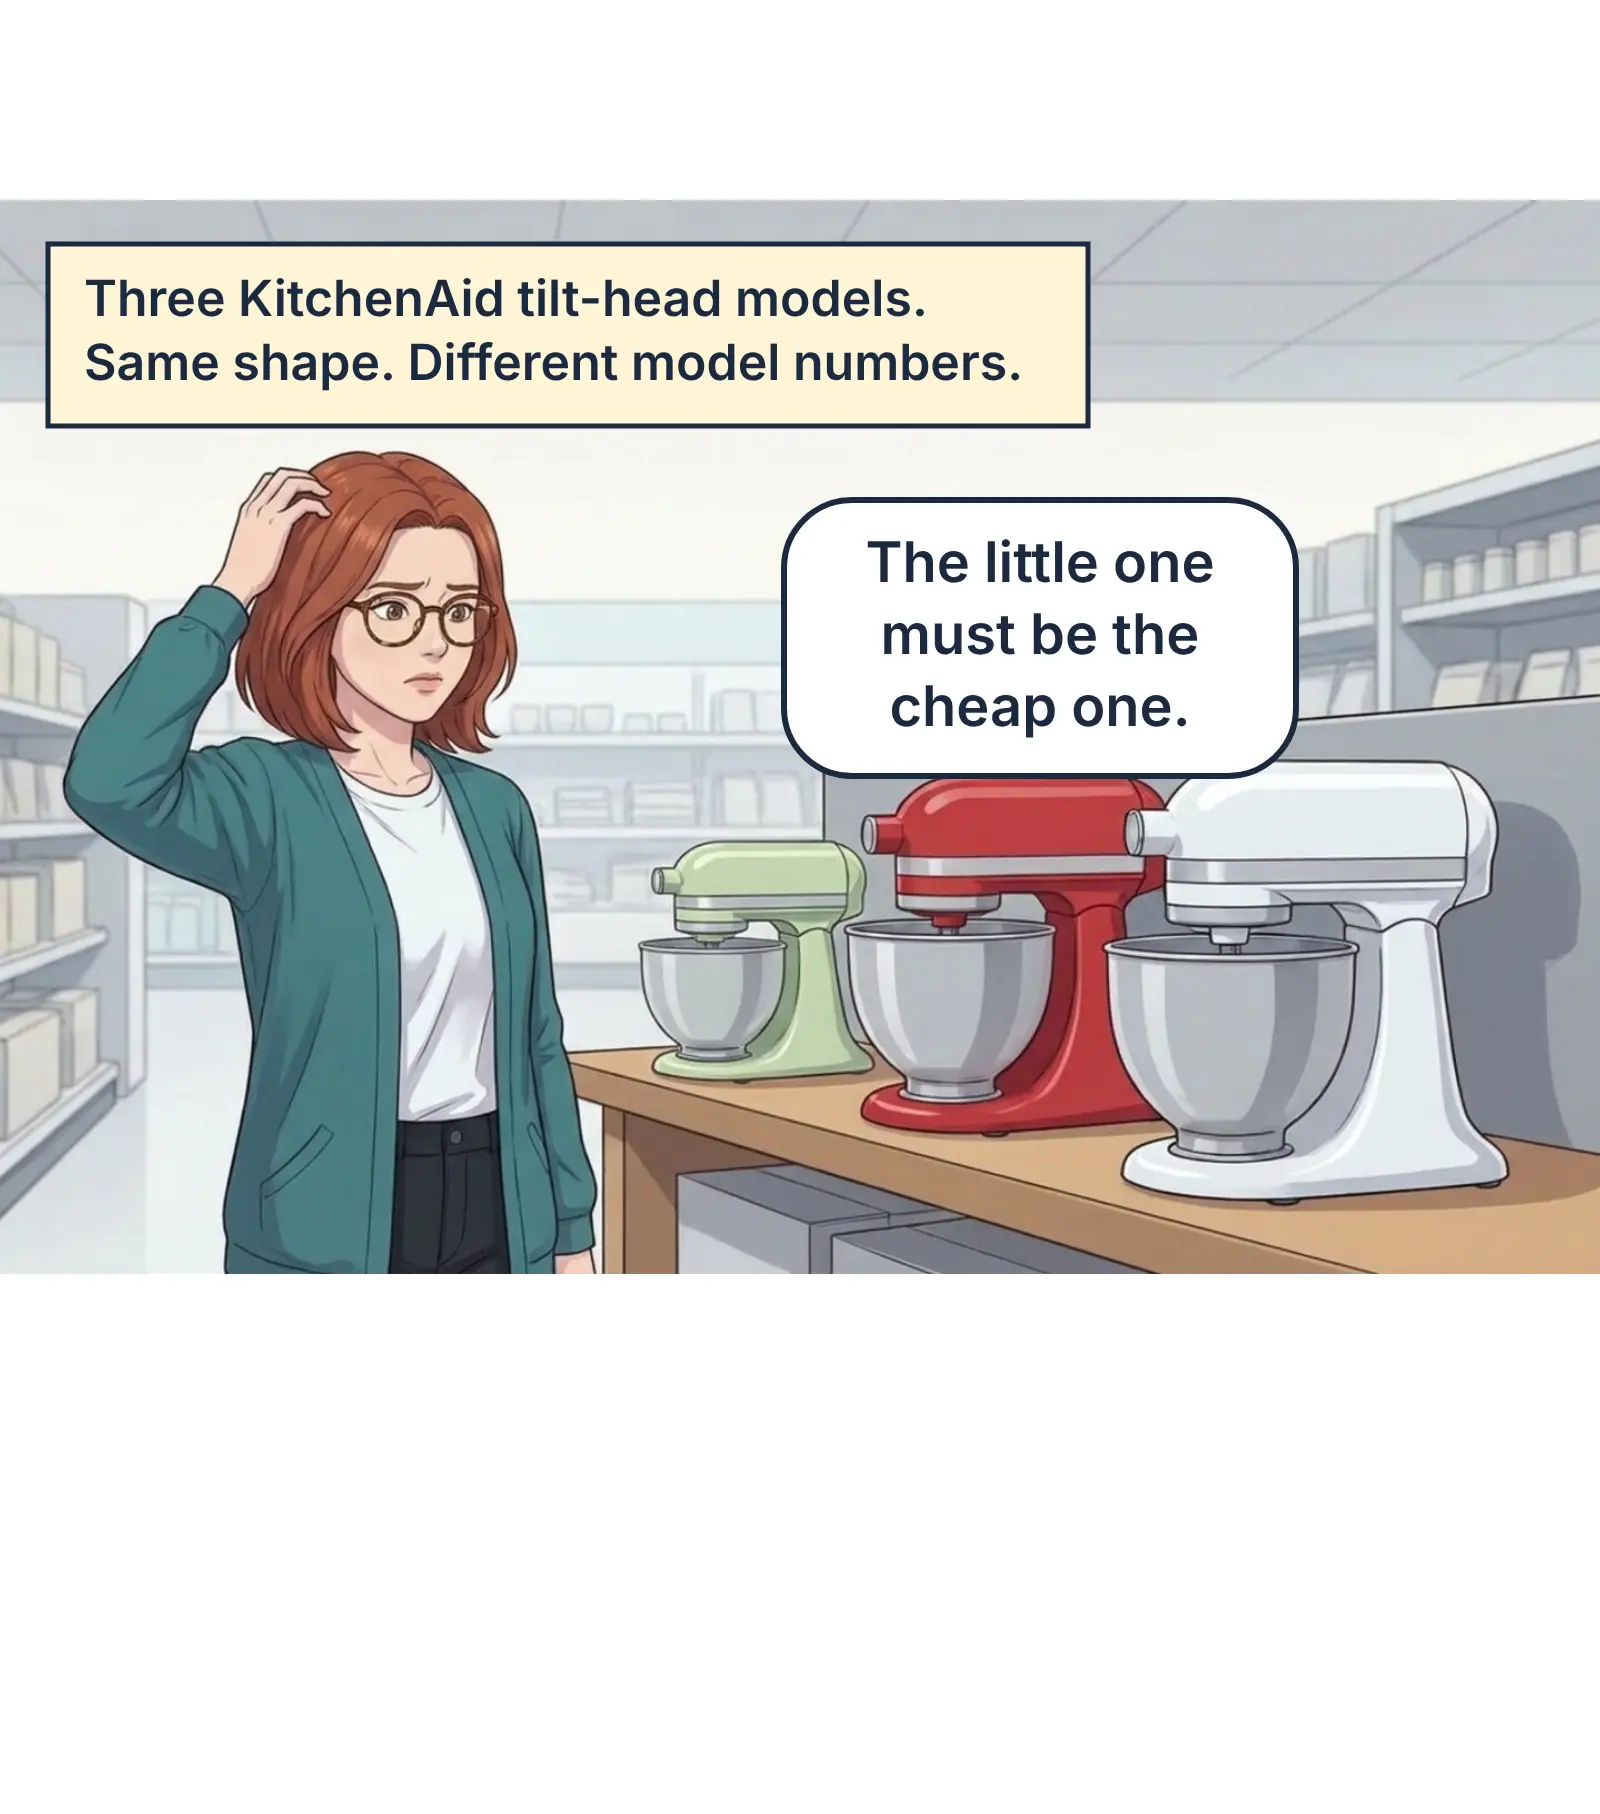 Three KitchenAid tilt-head models.
Same shape. Different model numbers.
The little one
must be the
cheap one.